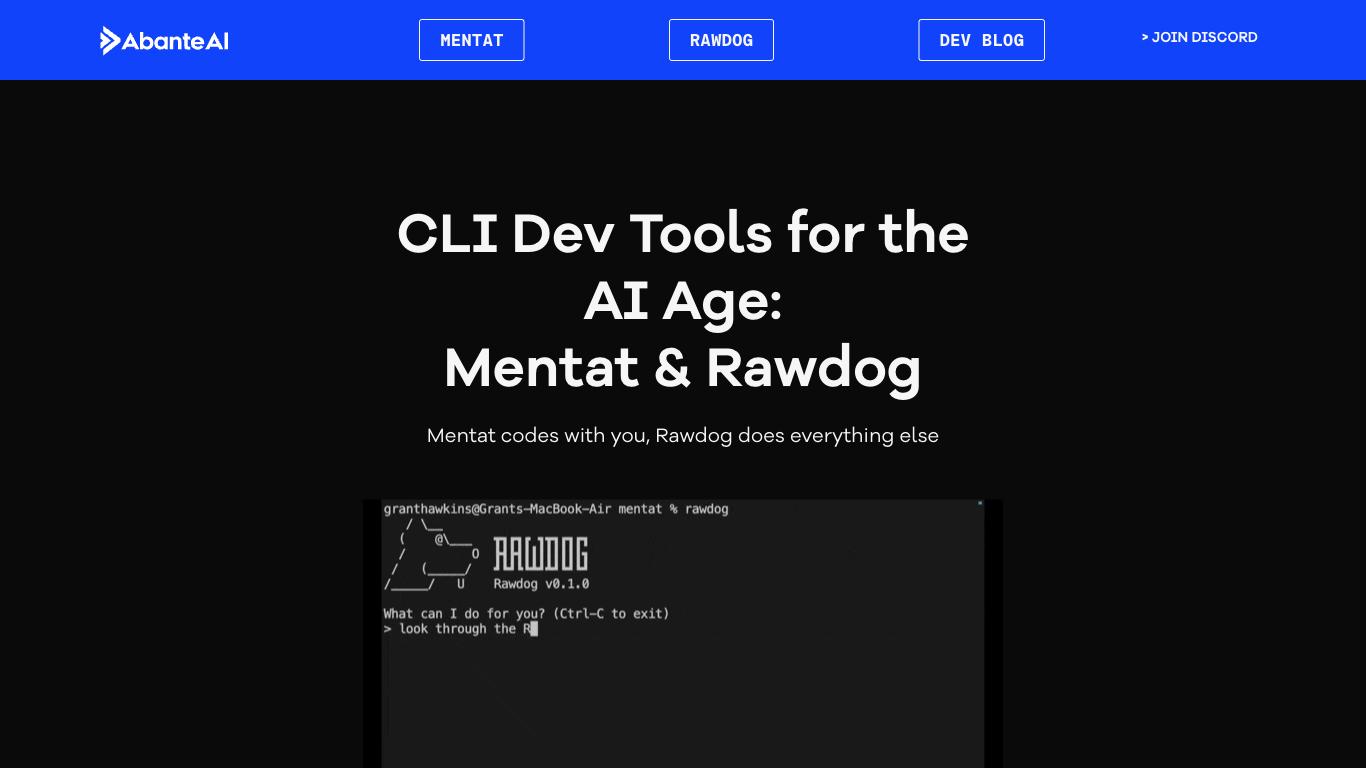 AbanteAI
MENTAT
RAWDOG
DEV BLOG
> JOIN DISCORD
CLI Dev Tools for the
AI Age:
Mentat & Rawdog
Mentat codes with you, Rawdog does everything else
granthawkins@Grants-MacBook-Air mentat % rawdog
RAWDOG
Rawdog v0.1.0
What can I do for you? (Ctrl-C to exit)
> look through the R